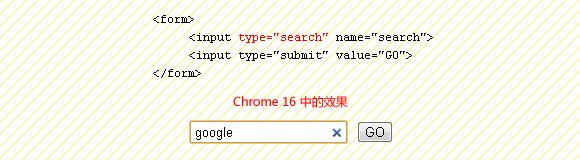 <form>
<input type="search" name="search">
<input type="submit" value="GO">
</form>
Chrome 16 中的效果
google GO